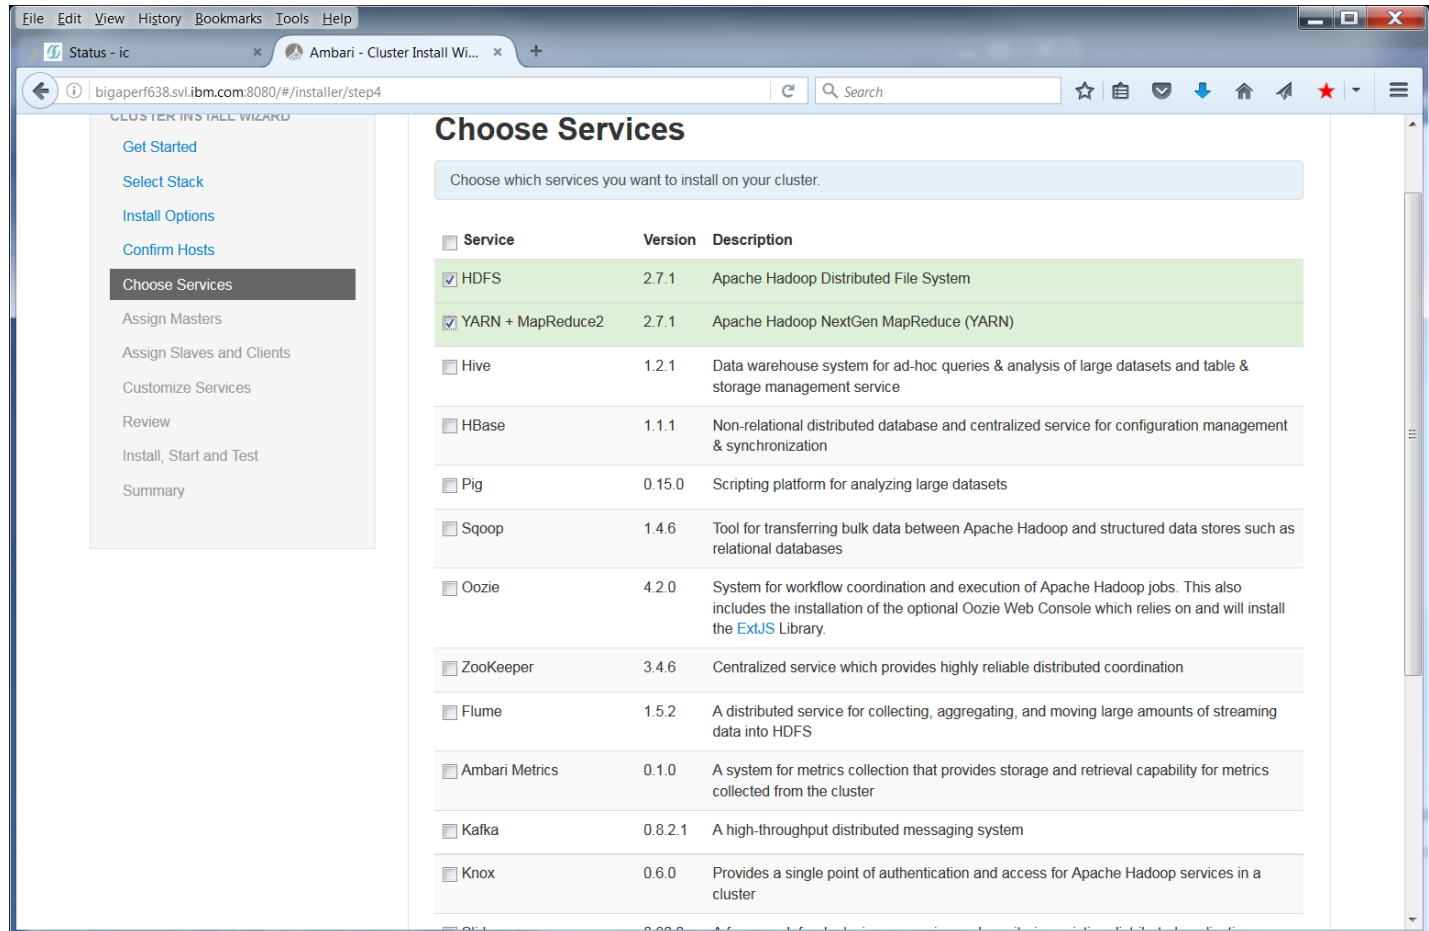 File Edit View History Bookmarks Tools Help
Status - ic
Ambari - Cluster Install Wi...
bigaperf638.svl.ibm.com:8080/#/installer/step4
Search
CLUSTER INSTALL WIZARD
Get Started
Select Stack
Install Options
Confirm Hosts
Choose Services
Assign Masters
Assign Slaves and Clients
Customize Services
Review
Install, Start and Test
Summary
Choose Services
Choose which services you want to install on your cluster.
Service Version Description
HDFS 2.7.1 Apache Hadoop Distributed File System
YARN + MapReduce2 2.7.1 Apache Hadoop NextGen MapReduce (YARN)
Hive 1.2.1 Data warehouse system for ad-hoc queries & analysis of large datasets and table &
storage management service
HBase 1.1.1 Non-relational distributed database and centralized service for configuration management
& synchronization
Pig 0.15.0 Scripting platform for analyzing large datasets
Sqoop 1.4.6 Tool for transferring bulk data between Apache Hadoop and structured data stores such as
relational databases
Oozie 4.2.0 System for workflow coordination and execution of Apache Hadoop jobs. This also
includes the installation of the optional Oozie Web Console which relies on and will install
the ExtJS Library.
ZooKeeper 3.4.6 Centralized service which provides highly reliable distributed coordination
Flume 1.5.2 A distributed service for collecting, aggregating, and moving large amounts of streaming
data into HDFS
Ambari Metrics 0.1.0 A system for metrics collection that provides storage and retrieval capability for metrics
collected from the cluster
Kafka 0.8.2.1 A high-throughput distributed messaging system
Knox 0.6.0 Provides a single point of authentication and access for Apache Hadoop services in a
cluster